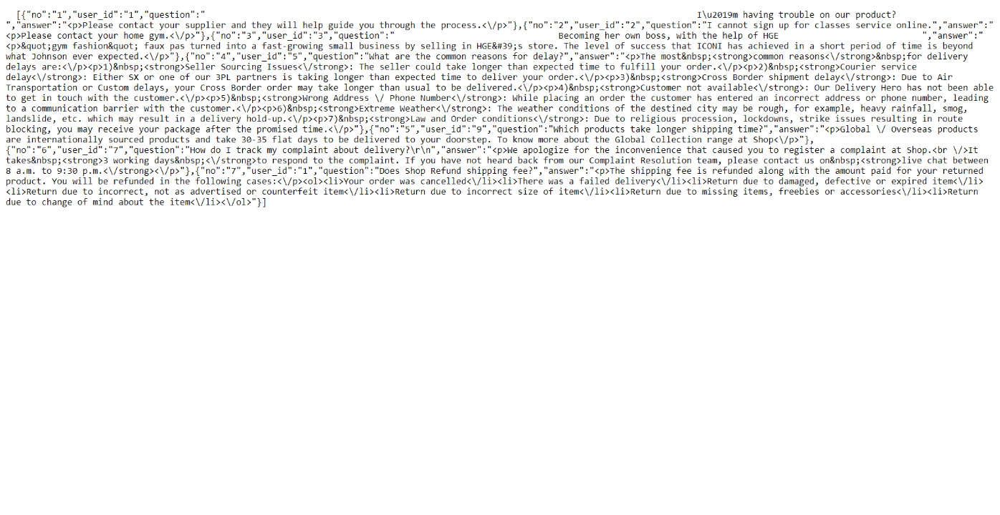 [{"no":"1","user_id":"1","question":" I\u2019m having trouble on our product?
","answer":"<p>Please contact your supplier and they will help guide you through the process.<\/p>"},{"no":"2","user_id":"2","question":"I cannot sign up for classes service online.","answer":"
<p>Please contact your home gym.<\/p>"},{"no":"3","user_id":"3","question":" Becoming her own boss, with the help of HGE ","answer":"
<p>&quot;gym fashion&quot; faux pas turned into a fast-growing small business by selling in HGE&#39;s store. The level of success that ICONI has achieved in a short period of time is beyond
what Johnson ever expected.<\/p>"},{"no":"4","user_id":"5","question":"What are the common reasons for delay?","answer":"<p>The most&nbsp;<strong>common reasons<\/strong>&nbsp;for delivery
delays are:<\/p><p>1)&nbsp;<strong>Seller Sourcing Issues<\/strong>: The seller could take longer than expected time to fulfill your order.<\/p><p>2)&nbsp;<strong>Courier service
delay<\/strong>: Either SX or one of our 3PL partners is taking longer than expected time to deliver your order.<\/p><p>3)&nbsp;<strong>Cross Border shipment delay<\/strong>: Due to Air
Transportation or Custom delays, your Cross Border order may take longer than usual to be delivered.<\/p><p>4)&nbsp;<strong>Customer not available<\/strong>: Our Delivery Hero has not been able
to get in touch with the customer.<\/p><p>5)&nbsp;<strong>Wrong Address \/ Phone Number<\/strong>: While placing an order the customer has entered an incorrect address or phone number, leading
to a communication barrier with the customer.<\/p><p>6)&nbsp;<strong>Extreme Weather<\/strong>: The weather conditions of the destined city may be rough, for example, heavy rainfall, smog,
landslide, etc. which may result in a delivery hold-up.<\/p><p>7)&nbsp;<strong>Law and Order conditions<\/strong>: Due to religious procession, lockdowns, strike issues resulting in route
blocking, you may receive your package after the promised time.<\/p>"},{"no":"5","user_id":"9","question":"Which products take longer shipping time?","answer":"<p>Global \/ Overseas products
are internationally sourced products and take 30-35 flat days to be delivered to your doorstep. To know more about the Global Collection range at Shop<\/p>"},
{"no":"6","user_id":"7","question":"How do I track my complaint about delivery?\r\n","answer":"<p>We apologize for the inconvenience that caused you to register a complaint at Shop.<br \/>It
takes&nbsp;<strong>3 working days&nbsp;<\/strong>to respond to the complaint. If you have not heard back from our Complaint Resolution team, please contact us on&nbsp;<strong>live chat between
8 a.m. to 9:30 p.m.<\/strong><\/p>"},{"no":"7","user_id":"1","question":"Does Shop Refund shipping fee?","answer":"<p>The shipping fee is refunded along with the amount paid for your returned
product. You will be refunded in the following cases:<\/p><ol><li>Your order was cancelled<\/li><li>There was a failed delivery<\/li><li>Return due to damaged, defective or expired item<\/li>
<li>Return due to incorrect, not as advertised or counterfeit item<\/li><li>Return due to incorrect size of item<\/li><li>Return due to missing items, freebies or accessories<\/li><li>Return
due to change of mind about the item<\/li><\/ol>"}]